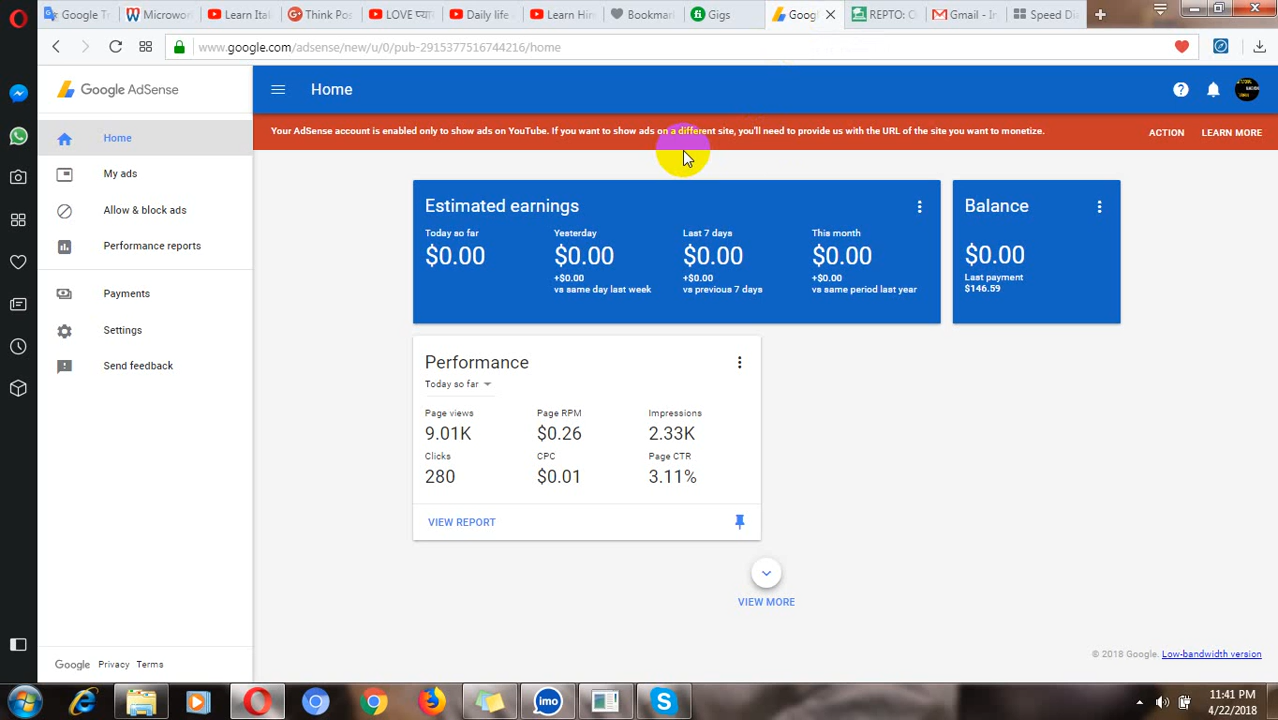 Google Tr
Microwor
Learn Ital
Think Pos
LOVE
Daily life
Learn Hi
Bookmar
Gigs
Googl
REPTO: G
Gmail - In
Speed Dia
www.google.com/adsense/new/u/0/pub-2915377516744216/home
Google AdSense
Home
Your AdSense account is enabled only to show ads on YouTube. If you want to show ads on a different site, you'll need to provide us with the URL of the site you want to monetize.
ACTION
LEARN MORE
Home
My ads
Allow & block ads
Performance reports
Payments
Settings
Send feedback
Estimated earnings
Today so far
Yesterday
Last 7 days
This month
$0.00
$0.00
$0.00
$0.00
+$0.00
+$0.00
+$0.00
vs same day last week
vs previous 7 days
vs same period last year
Balance
$0.00
Last payment
$146.59
Performance
Today so far
Page views
Page RPM
Impressions
9.01K
$0.26
2.33K
Clicks
CPC
Page CTR
280
$0.01
3.11%
VIEW REPORT
VIEW MORE
© 2018 Google. Low-bandwidth version
Google Privacy Terms
imo
11:41 PM
4/22/2018